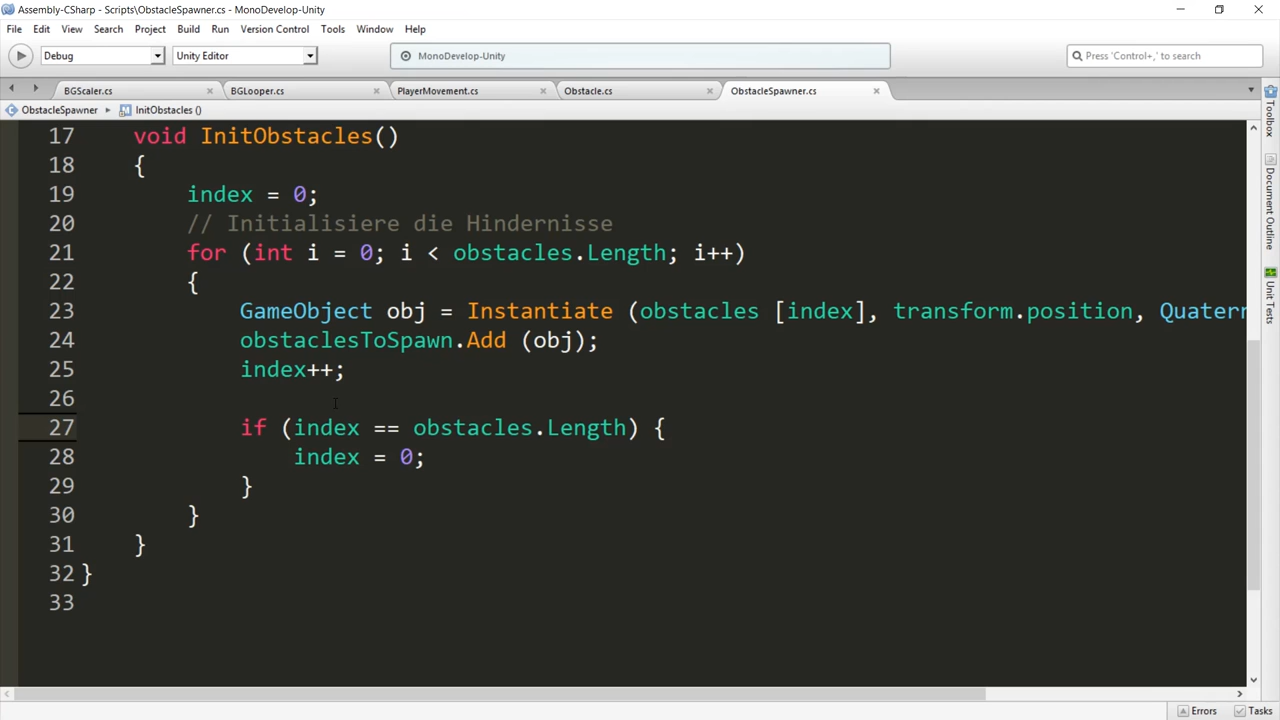 Assembly-CSharp - Scripts\ObstacleSpawner.cs - MonoDevelop-Unity
File Edit View Search Project Build Run Version Control Tools Window Help
Debug Unity Editor MonoDevelop-Unity Press 'Control+,' to search
BGScaler.cs BGLooper.cs PlayerMovement.cs Obstacle.cs ObstacleSpawner.cs
ObstacleSpawner InitObstacles ()
17 void InitObstacles()
18 {
19 index = 0;
20 // Initialisiere die Hindernisse
21 for (int i = 0; i < obstacles.Length; i++)
22 {
23 GameObject obj = Instantiate (obstacles [index], transform.position, Quatern
24 obstaclesToSpawn.Add (obj);
25 index++;
26
27 if (index == obstacles.Length) {
28 index = 0;
29 }
30 }
31 }
32 }
33
Toolbox
Document Outline
Unit Tests
Errors Tasks